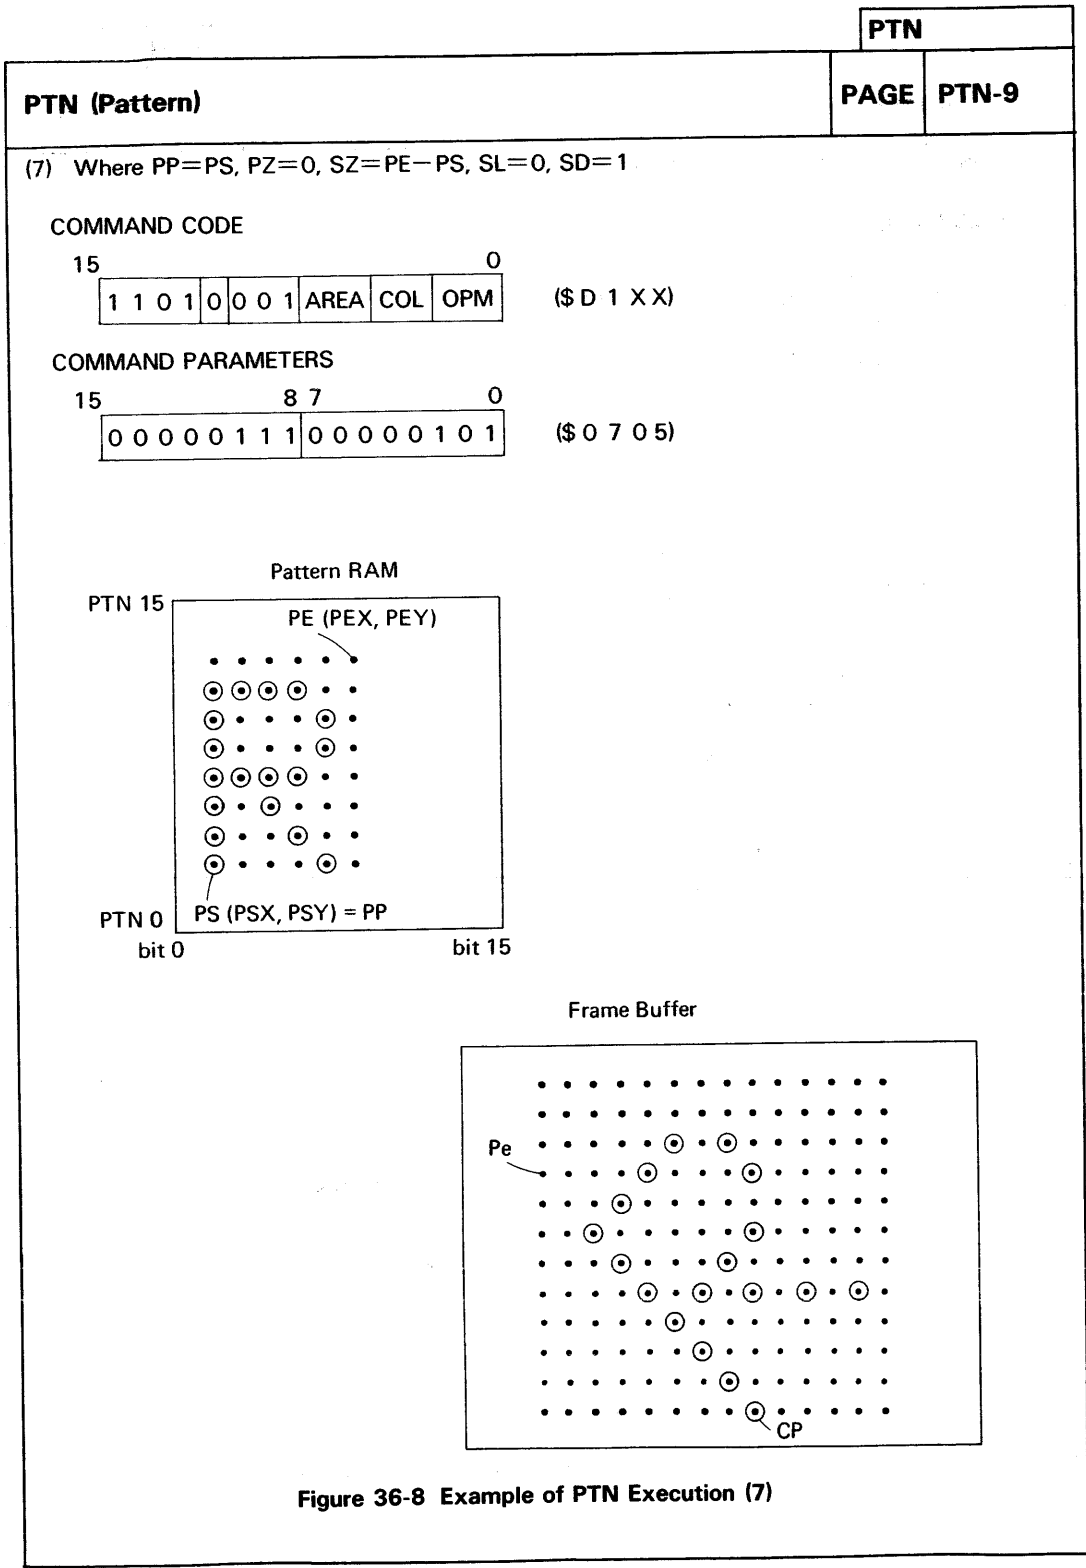 PTN
PTN (Pattern)
PAGE
PTN-9
(7) Where PP=PS, PZ=0, SZ=PE−PS, SL=0, SD=1
COMMAND CODE
15 0
1 1 0 1 0 0 0 1 AREA COL OPM ($ D 1 X X)
COMMAND PARAMETERS
15 8 7 0
0 0 0 0 0 1 1 1 0 0 0 0 0 1 0 1 ($ 0 7 0 5)
Pattern RAM
PTN 15
PE (PEX, PEY)
PTN 0
PS (PSX, PSY) = PP
bit 0 bit 15
Frame Buffer
Pe
CP
Figure 36-8 Example of PTN Execution (7)